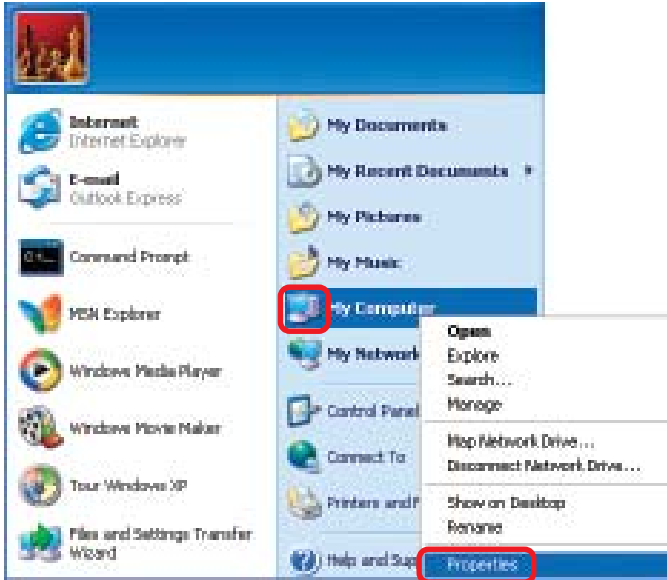 Internet
Internet Explorer
E-mail
Outlook Express
Command Prompt
MSN Explorer
Windows Media Player
Windows Movie Maker
Tour Windows XP
Files and Settings Transfer
Wizard
My Documents
My Recent Documents
My Pictures
My Music
My Computer
My Network
Control Panel
Connect To
Printers and F
Help and Sup
Open
Explore
Search...
Manage
Map Network Drive...
Disconnect Network Drive...
Show on Desktop
Rename
Properties